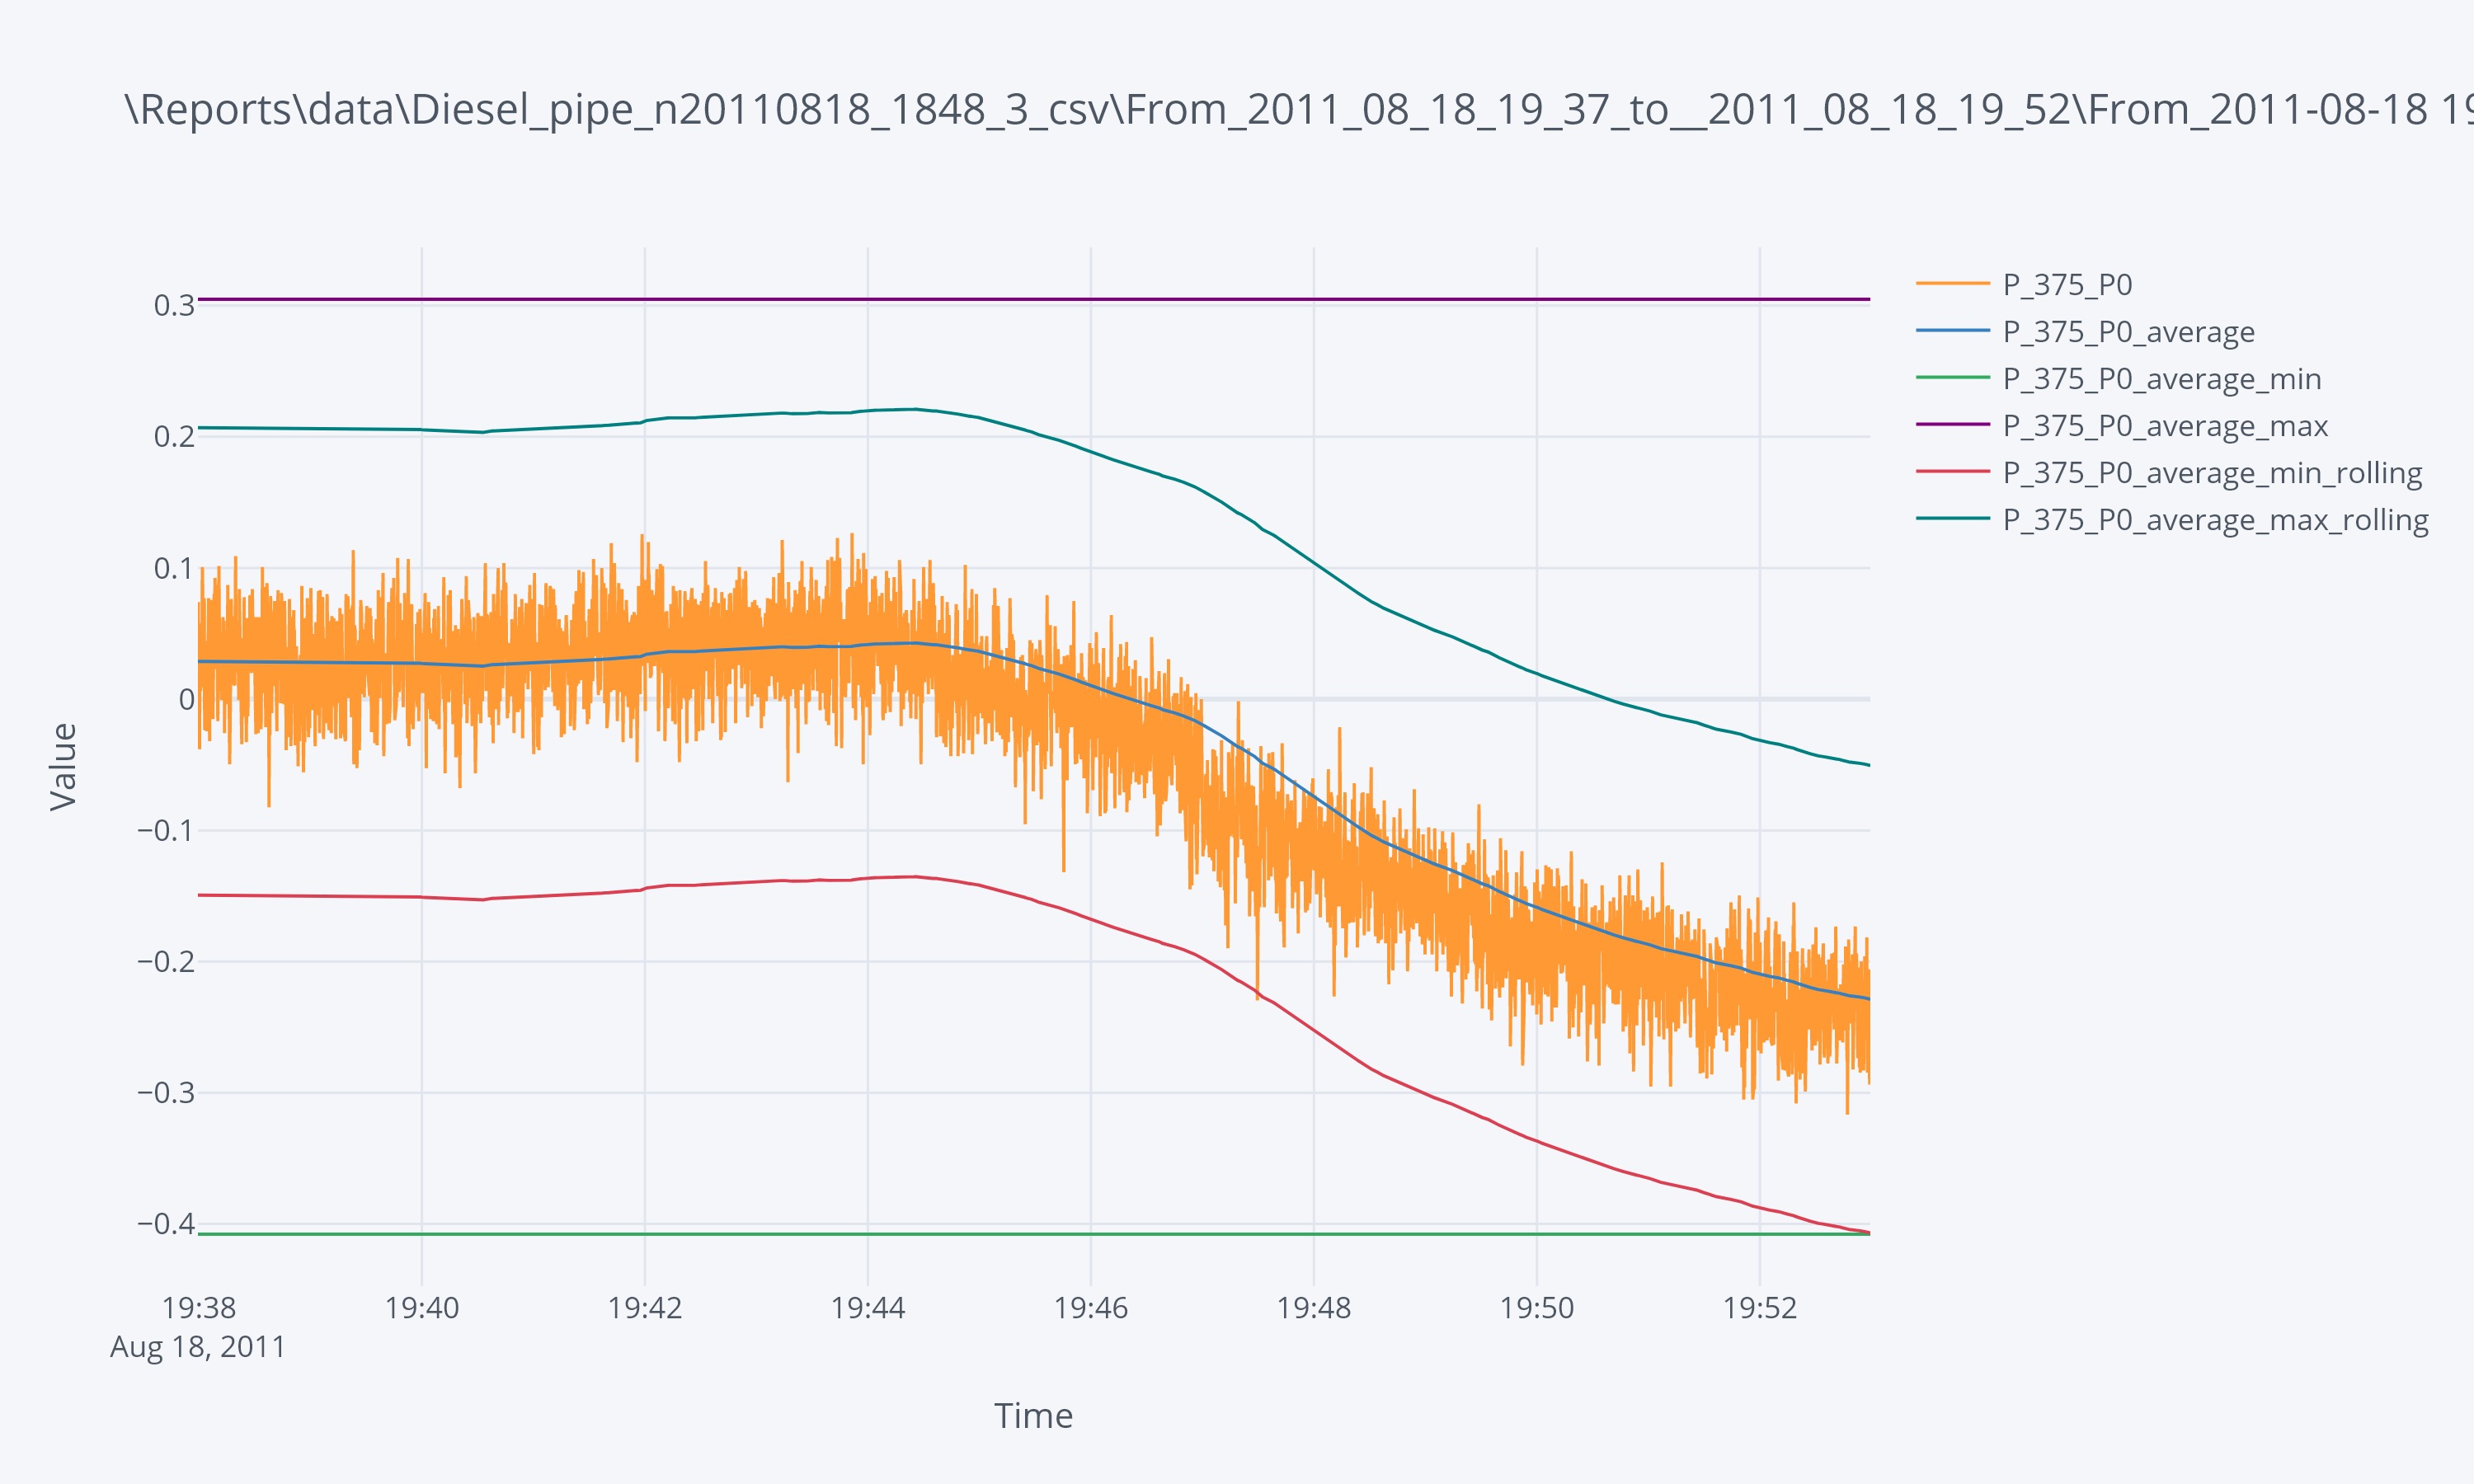 \Reports\data\Diesel_pipe_n20110818_1848_3_csv\From_2011_08_18_19_37_to__2011_08_18_19_52\From_2011-08-18 19
P_375_P0
P_375_P0_average
P_375_P0_average_min
P_375_P0_average_max
P_375_P0_average_min_rolling
P_375_P0_average_max_rolling
Value
0.3
0.2
0.1
0
−0.1
−0.2
−0.3
−0.4
19:38 19:40 19:42 19:44 19:46 19:48 19:50 19:52
Aug 18, 2011
Time